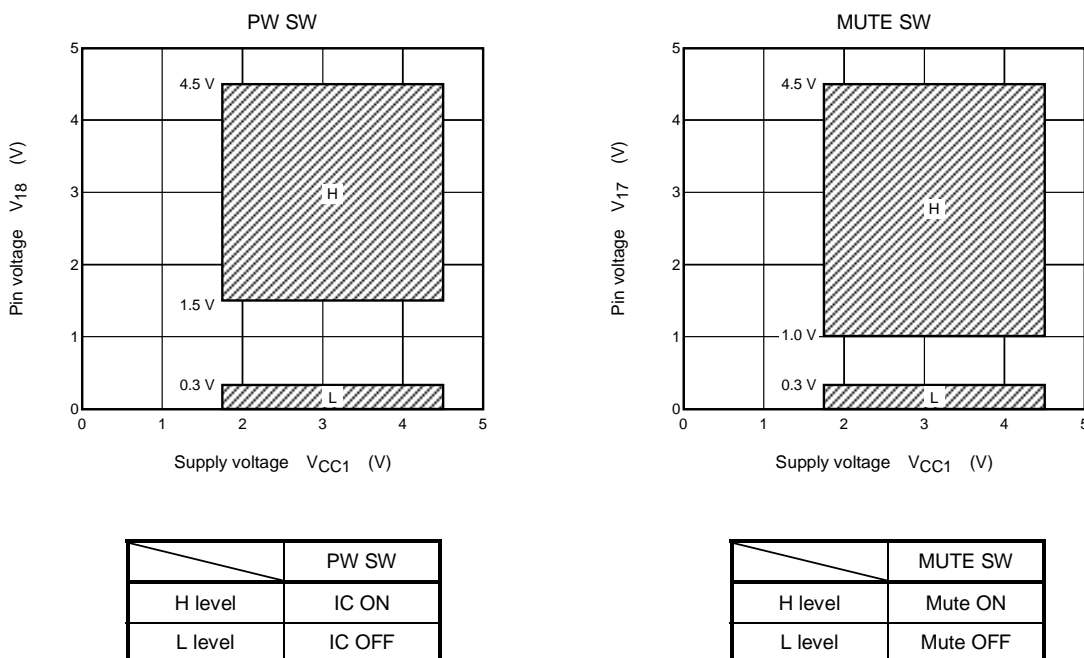 PW SW
5
4
3
2
1
0
4.5 V
H
1.5 V
0.3 V
L
0 1 2 3 4 5
Pin voltage V18 (V)
Supply voltage VCC1 (V)
MUTE SW
5
4
3
2
1
0
4.5 V
H
1.0 V
0.3 V
L
0 1 2 3 4 5
Pin voltage V17 (V)
Supply voltage VCC1 (V)
PW SW
H level IC ON
L level IC OFF
MUTE SW
H level Mute ON
L level Mute OFF